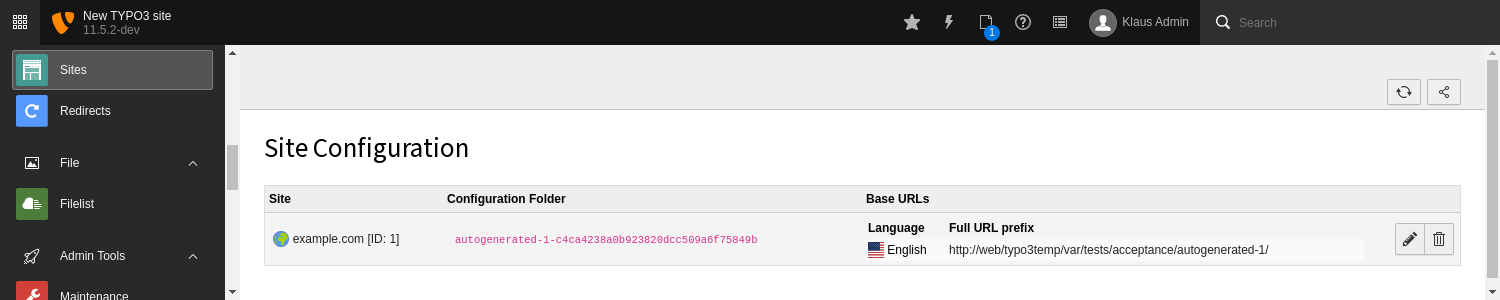 New TYPO3 site
11.5.2-dev
1
Klaus Admin
Search
Sites
Redirects
File
Filelist
Admin Tools
Maintenance
Site Configuration
Site Configuration Folder Base URLs
example.com [ID: 1] autogenerated-1-c4ca4238a0b923820dcc509a6f75849b
Language Full URL prefix
English http://web/typo3temp/var/tests/acceptance/autogenerated-1/